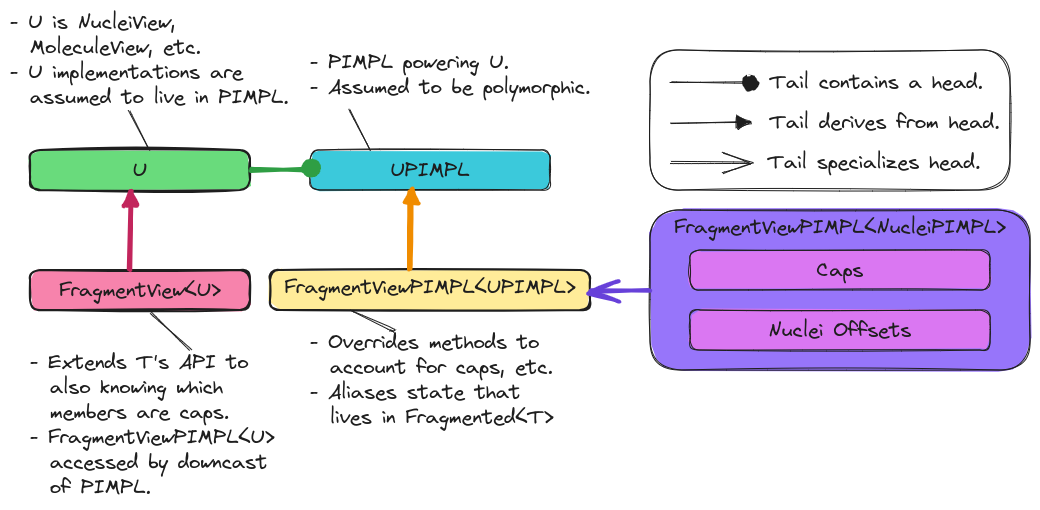 - U is NucleiView,
MoleculeView, etc.
- U implementations are
assumed to live in PIMPL.
- PIMPL powering U.
- Assumed to be polymorphic.
Tail contains a head.
Tail derives from head.
Tail specializes head.
U
UPIMPL
FragmentView<U>
FragmentViewPIMPL<UPIMPL>
FragmentViewPIMPL<NucleiPIMPL>
Caps
Nuclei Offsets
- Extends T's API to
also knowing which
members are caps.
- FragmentViewPIMPL<U>
accessed by downcast
of PIMPL.
- Overrides methods to
account for caps, etc.
- Aliases state that
lives in Fragmented<T>